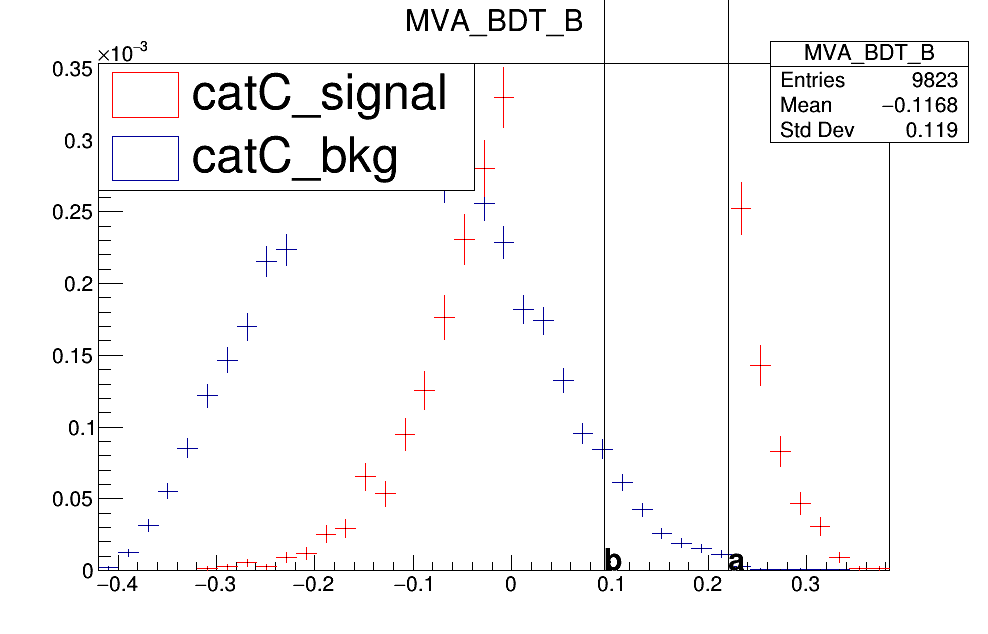 MVA_BDT_B
×10⁻³
catC_signal
catC_bkg
MVA_BDT_B
Entries 9823
Mean −0.1168
Std Dev 0.119
0.35
0.3
0.25
0.2
0.15
0.1
0.05
0
b a
−0.4 −0.3 −0.2 −0.1 0 0.1 0.2 0.3